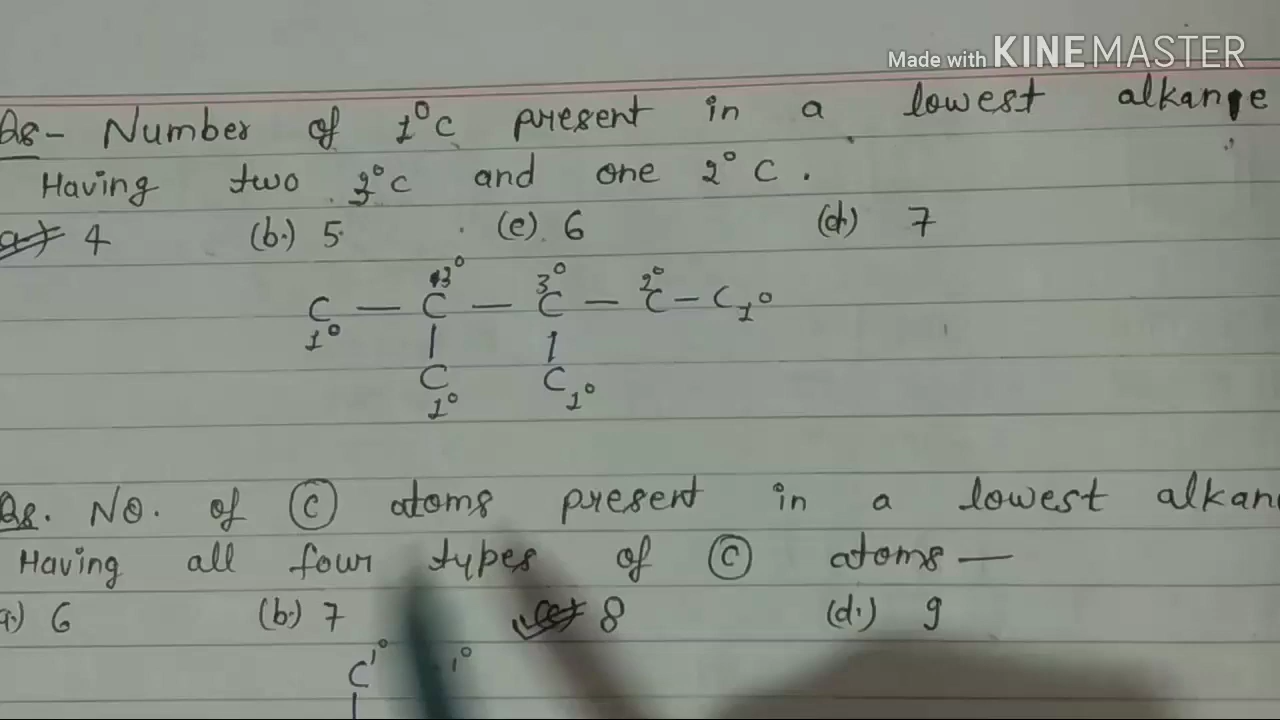 Made with KINEMASTER
Qs- Number of 1°C present in a lowest alkane
Having two 3°C and one 2°C.
a) 4 (b.) 5 (c) 6 (d.) 7
3° 3° 2°
C — C — C — C – C 1°
1° | |
C C 1°
1°
Qs. No. of C atoms present in a lowest alkan
Having all four types of C atoms —
a.) 6 (b.) 7 (c) 8 (d.) 9
C 1° 1°